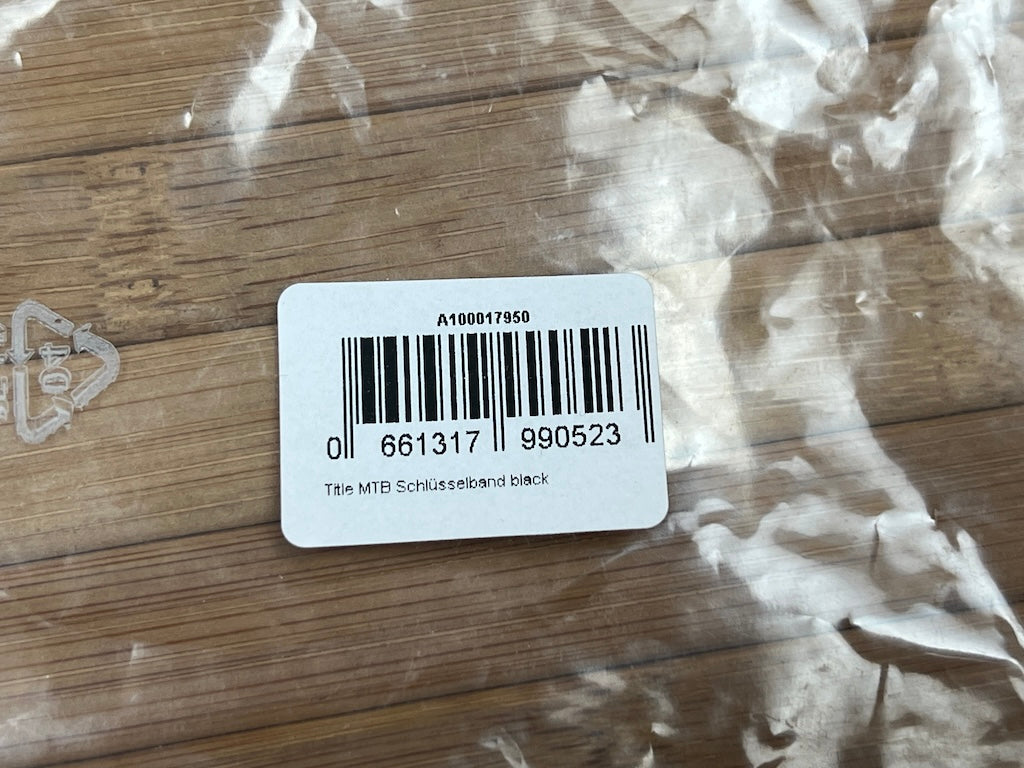 A100017950
0 661317 990523
Title MTB Schlüsselband black